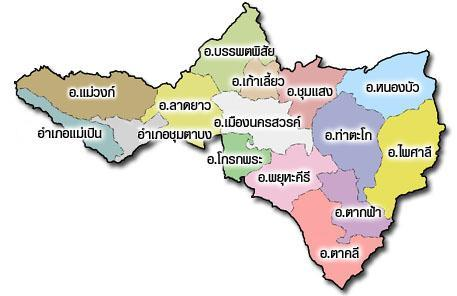 อ.บรรพตพิสัย
อ.เก้าเลี้ยว
อ.ชุมแสง
อ.หนองบัว
อ.แม่วงก์
อ.ลาดยาว
อำเภอแม่เปิน
อำเภอชุมตาบง
อ.เมืองนครสวรค์
อ.ท่าตะโก
อ.ไพศาลี
อ.โกรกพระ
อ.พยุหะคีรี
อ.ตากฟ้า
อ.ตาคลี